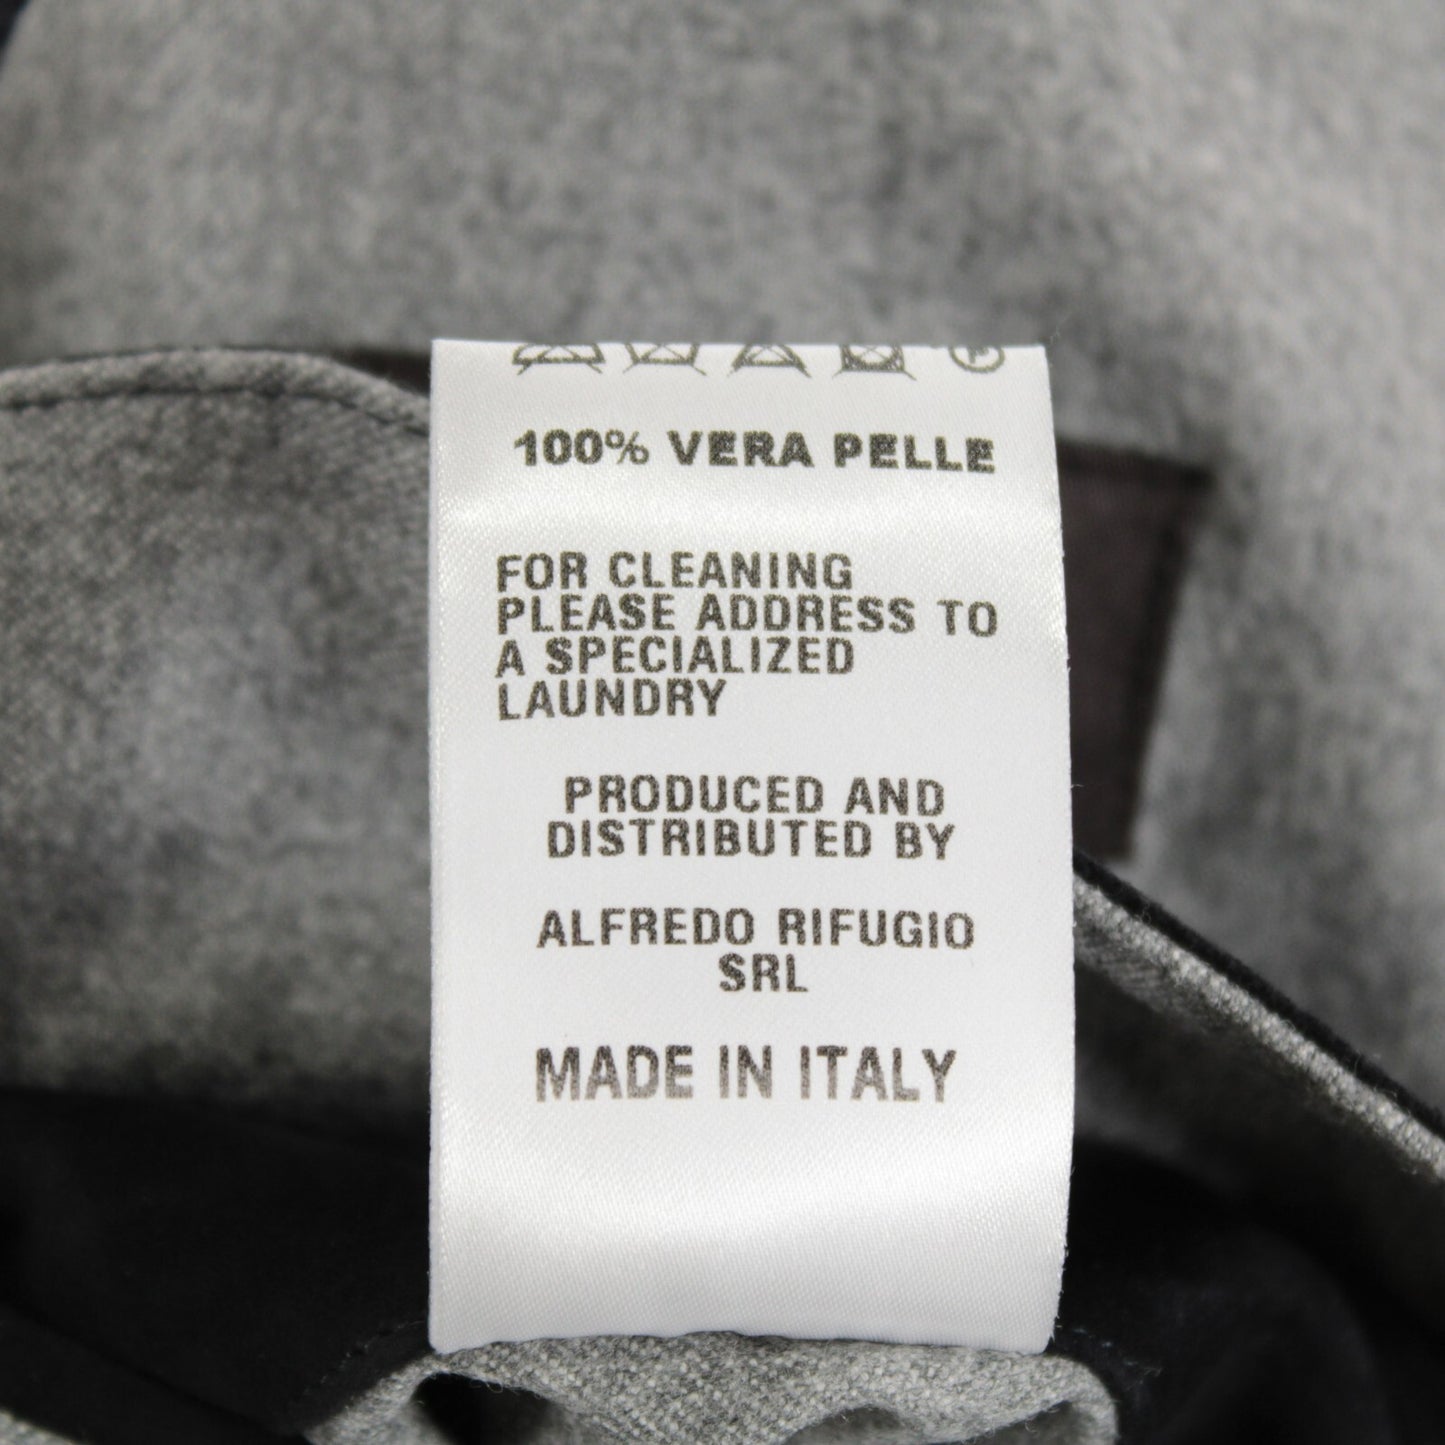 100% VERA PELLE
FOR CLEANING
PLEASE ADDRESS TO
A SPECIALIZED
LAUNDRY
PRODUCED AND
DISTRIBUTED BY
ALFREDO RIFUGIO
SRL
MADE IN ITALY